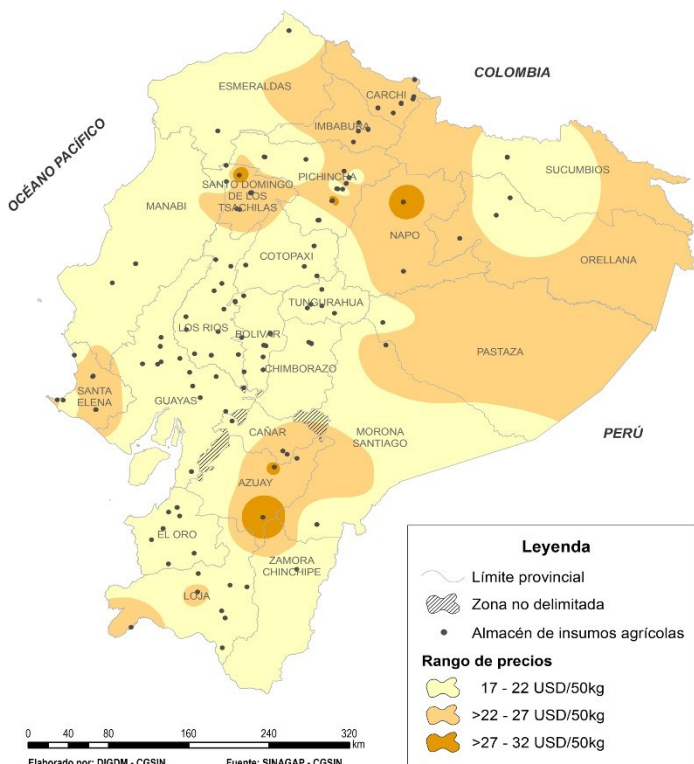 COLOMBIA
ESMERALDAS
CARCHI
IMBABURA
OCÉANO PACÍFICO
SUCUMBIOS
PICHINCHA
SANTO DOMINGO
DE LOS
TSACHILAS
MANABI
NAPO
ORELLANA
COTOPAXI
TUNGURAHUA
LOS RIOS
BOLIVAR
PASTAZA
CHIMBORAZO
SANTA
ELENA
GUAYAS
CAÑAR
MORONA
SANTIAGO
PERÚ
AZUAY
EL ORO
ZAMORA
CHINCHIPE
LOJA
Leyenda
Límite provincial
Zona no delimitada
Almacén de insumos agrícolas
Rango de precios
17 - 22 USD/50kg
>22 - 27 USD/50kg
>27 - 32 USD/50kg
0 40 80 160 240 320
km
Elaborado por: DIGDM - CGSIN Fuente: SINAGAP - CGSIN